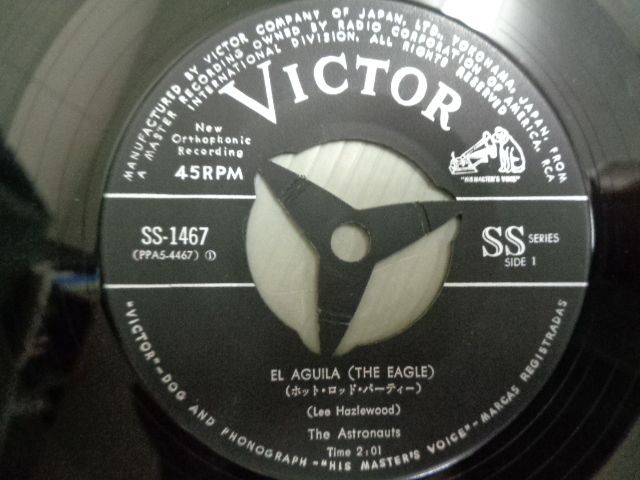 MANUFACTURED BY VICTOR COMPANY OF JAPAN, LTD., YOKOHAMA, JAPAN, FROM
A MASTER RECORDING OWNED BY RADIO CORPORATION OF AMERICA, RCA
INTERNATIONAL DIVISION, ALL RIGHTS RESERVED
VICTOR
New
Orthophonic
Recording
45RPM
"HIS MASTER'S VOICE"
SS-1467
(PPA5-4467) ①
SS SERIES
SIDE 1
EL AGUILA (THE EAGLE)
(ホット・ロッド・パーティー)
(Lee Hazlewood)
The Astronauts
Time 2:01
"VICTOR"–DOG AND PHONOGRAPH–"HIS MASTER'S VOICE"–MARCAS REGISTRADAS